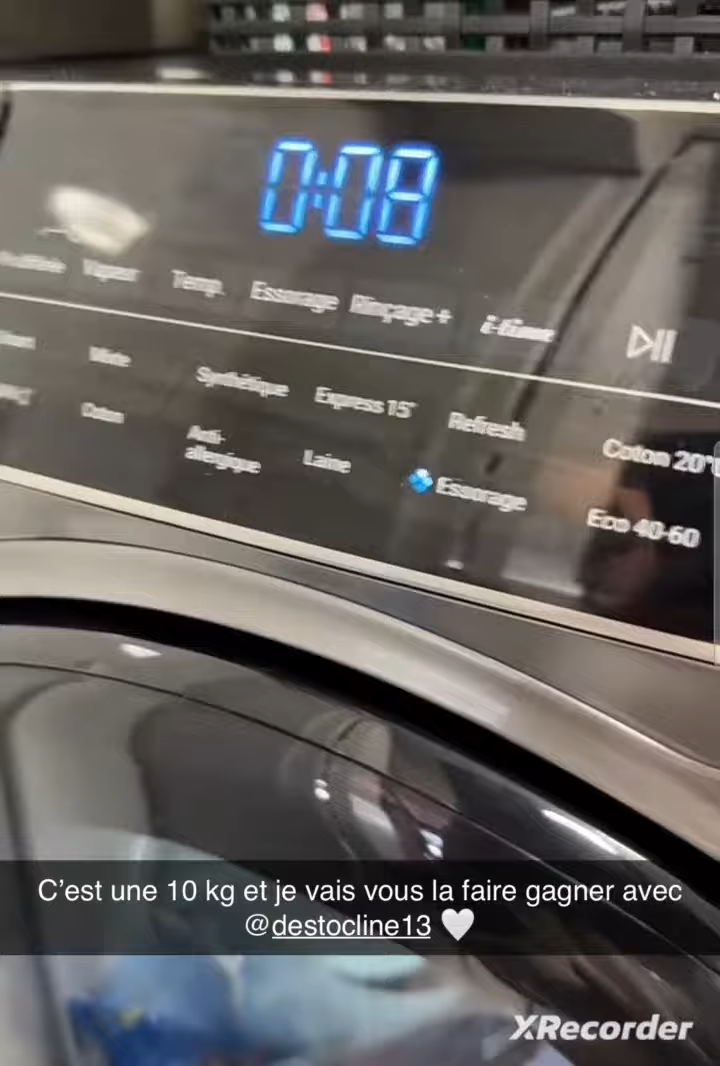 0:08
Vapeur Temp. Essorage Rinçage + i-time
Mixte Synthétique Express 15' Refresh Coton 20°
Coton Anti-
allergique Laine Essorage Eco 40-60
C’est une 10 kg et je vais vous la faire gagner avec
@destocline13 🤍
XRecorder